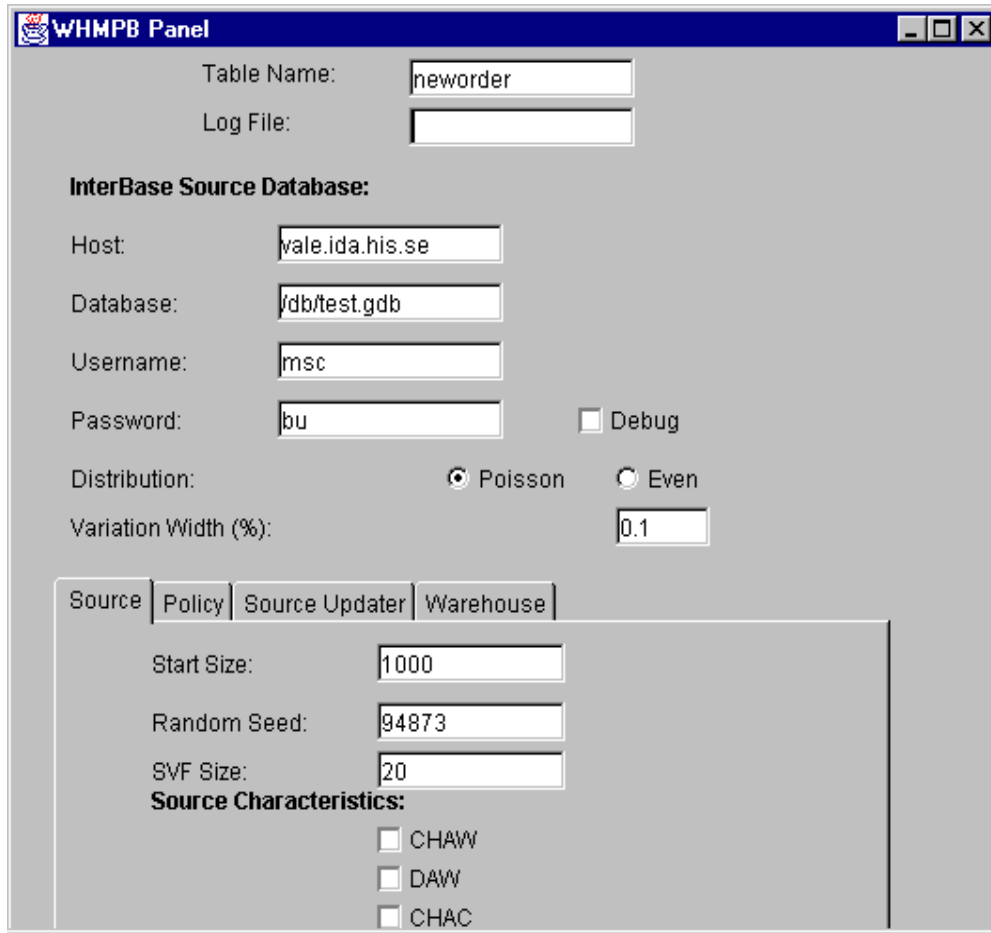 WHMPB Panel
Table Name: neworder
Log File:
InterBase Source Database:
Host: vale.ida.his.se
Database: /db/test.gdb
Username: msc
Password: bu Debug
Distribution: Poisson Even
Variation Width (%): 0.1
Source Policy Source Updater Warehouse
Start Size: 1000
Random Seed: 94873
SVF Size: 20
Source Characteristics:
CHAW
DAW
CHAC